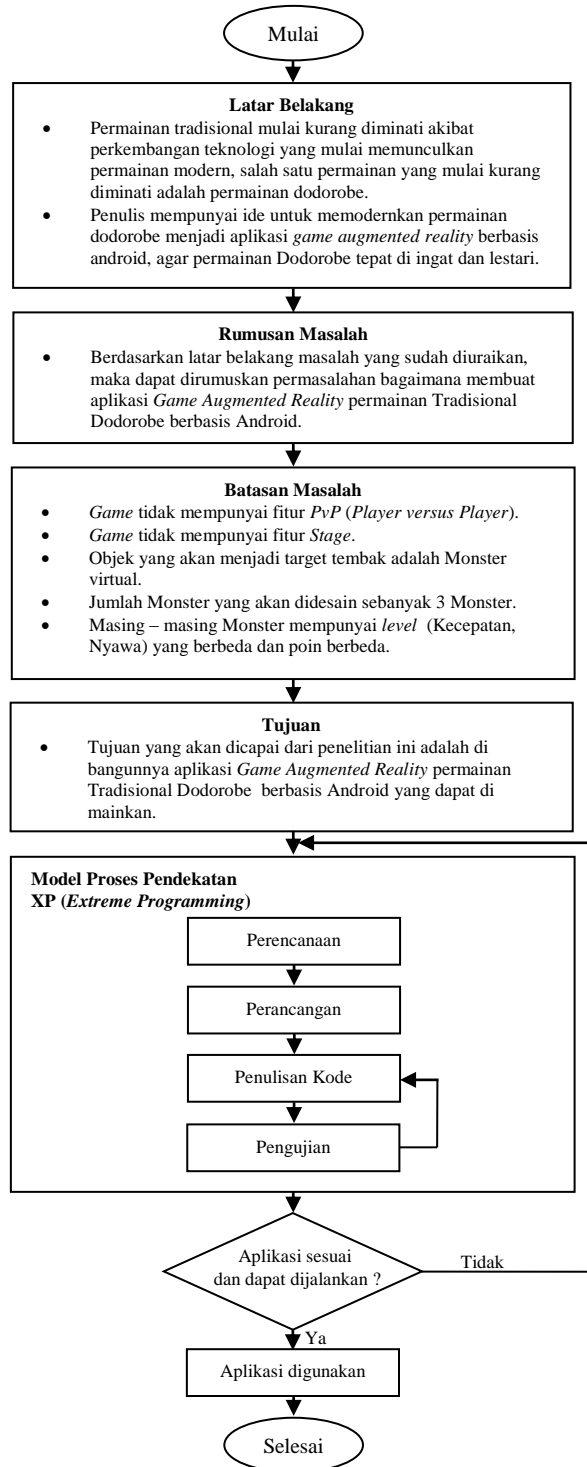 Mulai
Latar Belakang
• Permainan tradisional mulai kurang diminati akibat
perkembangan teknologi yang mulai memunculkan
permainan modern, salah satu permainan yang mulai kurang
diminati adalah permainan dodorobe.
• Penulis mempunyai ide untuk memodernkan permainan
dodorobe menjadi aplikasi game augmented reality berbasis
android, agar permainan Dodorobe tepat di ingat dan lestari.
Rumusan Masalah
• Berdasarkan latar belakang masalah yang sudah diuraikan,
maka dapat dirumuskan permasalahan bagaimana membuat
aplikasi Game Augmented Reality permainan Tradisional
Dodorobe berbasis Android.
Batasan Masalah
• Game tidak mempunyai fitur PvP (Player versus Player).
• Game tidak mempunyai fitur Stage.
• Objek yang akan menjadi target tembak adalah Monster
virtual.
• Jumlah Monster yang akan didesain sebanyak 3 Monster.
• Masing – masing Monster mempunyai level (Kecepatan,
Nyawa) yang berbeda dan poin berbeda.
Tujuan
• Tujuan yang akan dicapai dari penelitian ini adalah di
bangunnya aplikasi Game Augmented Reality permainan
Tradisional Dodorobe berbasis Android yang dapat di
mainkan.
Model Proses Pendekatan
XP (Extreme Programming)
Perencanaan
Perancangan
Penulisan Kode
Pengujian
Aplikasi sesuai
dan dapat dijalankan ?
Tidak
Ya
Aplikasi digunakan
Selesai